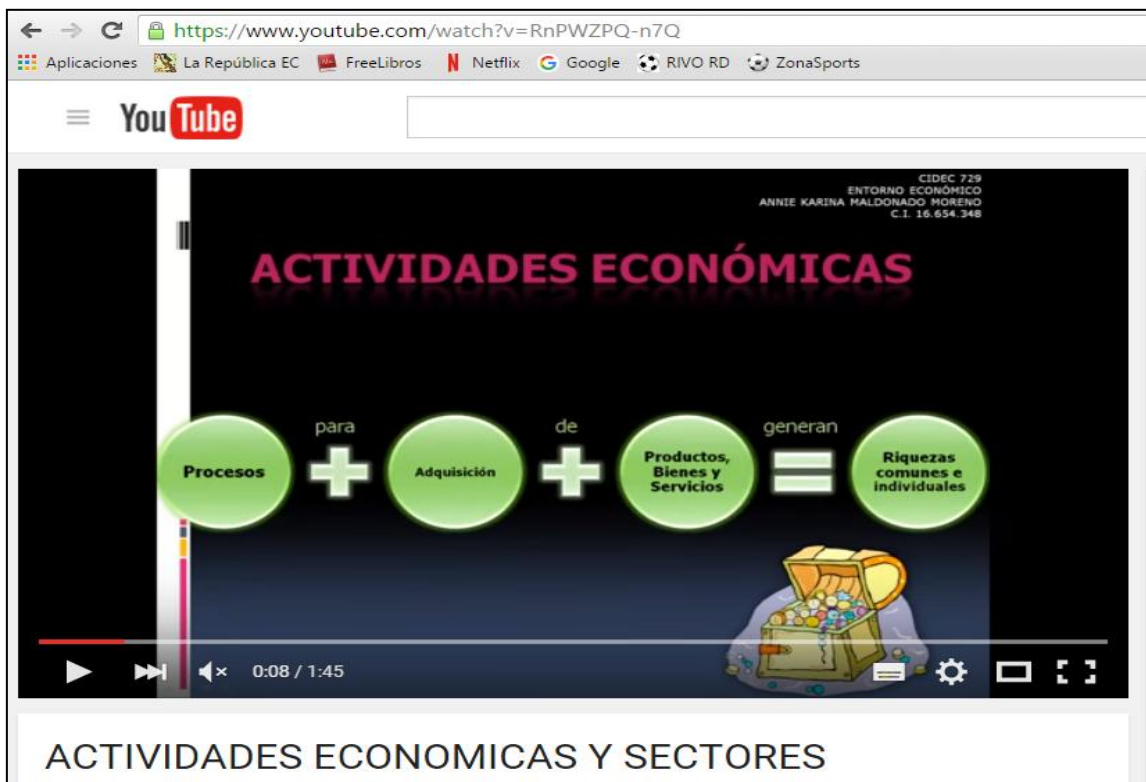 https://www.youtube.com/watch?v=RnPWZPQ-n7Q
Aplicaciones La República EC FreeLibros Netflix Google RIVO RD ZonaSports
YouTube
CIDEC 729
ENTORNO ECONÓMICO
ANNIE KARINA MALDONADO MORENO
C.I. 16.654.348
ACTIVIDADES ECONÓMICAS
para de generan
Procesos + Adquisición + Productos, Bienes y Servicios = Riquezas comunes e individuales
0:08 / 1:45
ACTIVIDADES ECONOMICAS Y SECTORES